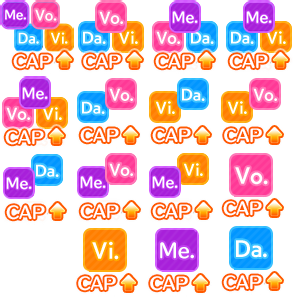 Me. Vo. Me. Me.
Da. Vi. Da. Vi. Vo. Da. Da. Vi.
CAP CAP CAP CAP
Me. Vo. Da. Vo.
Vo. Vi. Da. Vi. Vi.
CAP CAP CAP CAP
Da. Vo. Vi. Vo.
Me. Me. Me.
CAP CAP CAP CAP
Vi. Me. Da.
CAP CAP CAP